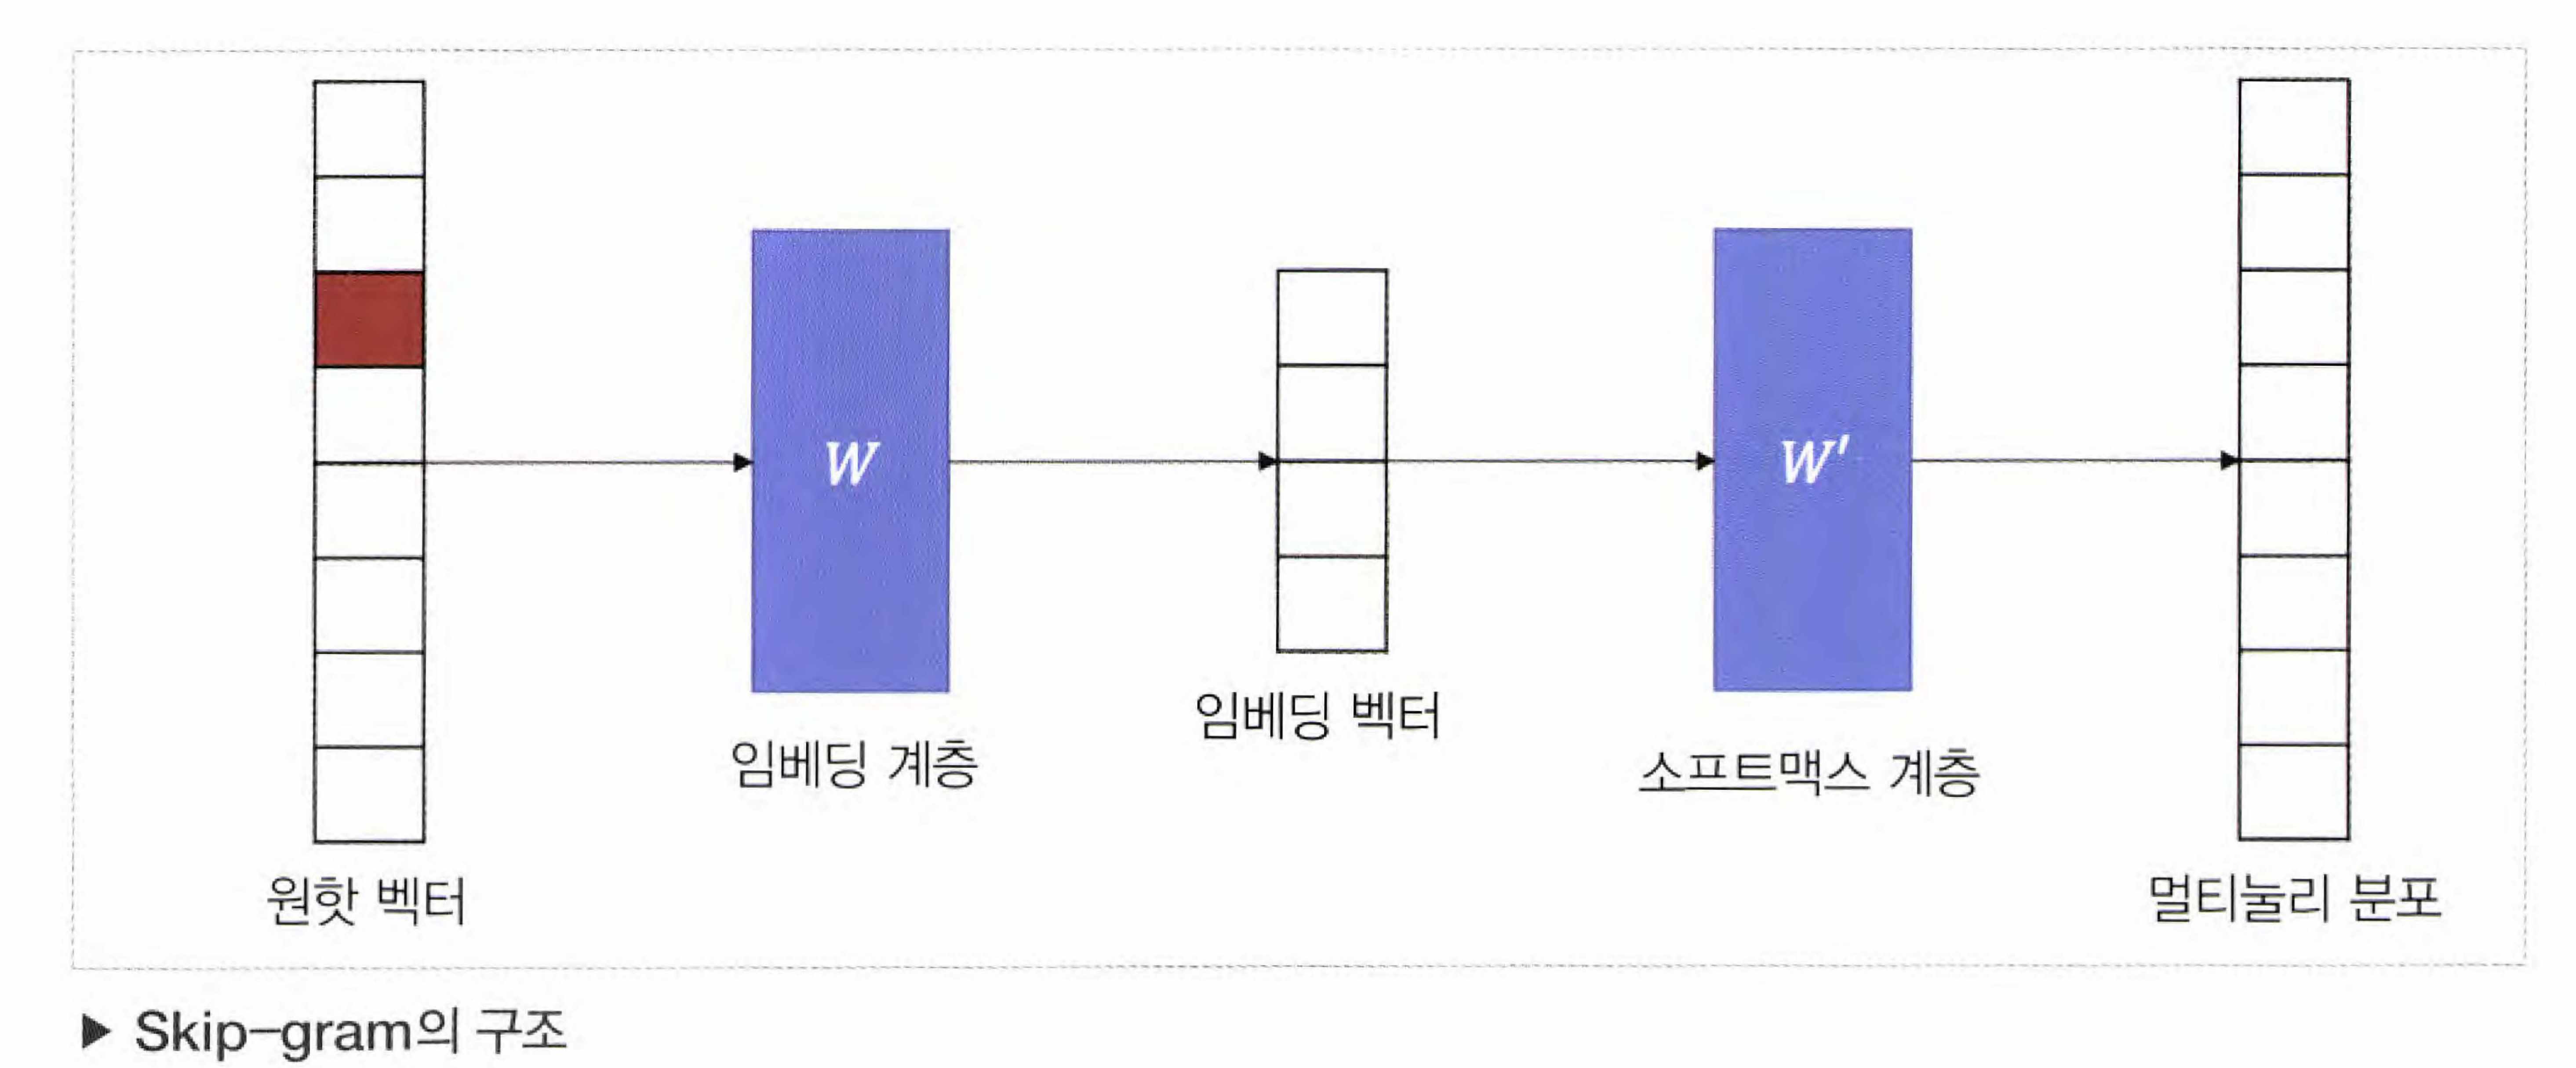 W
W'
임베딩 벡터
임베딩 계층
소프트맥스 계층
원핫 벡터
멀티눌리 분포
▶ Skip-gram의 구조